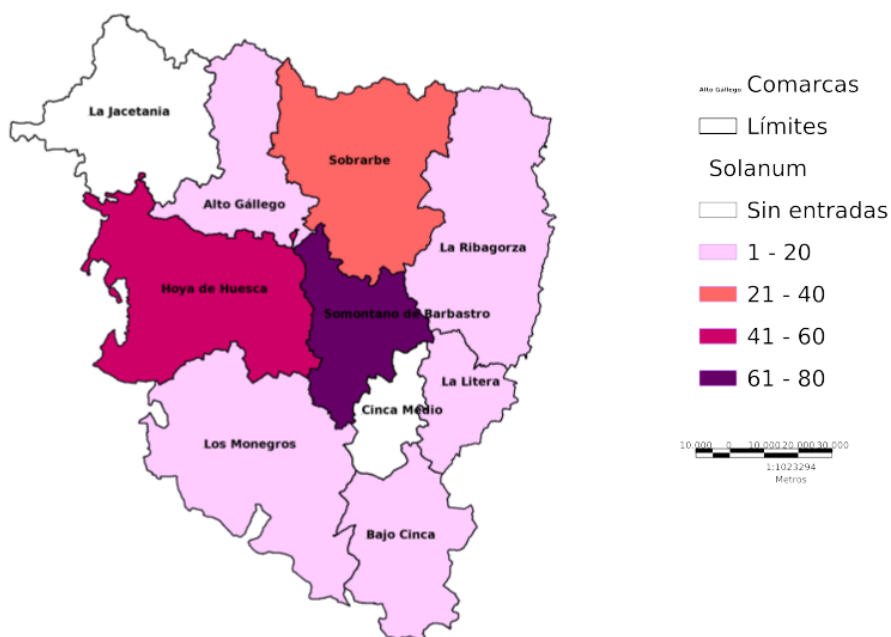 La Jacetania
Sobrarbe
Alto Gállego
La Ribagorza
Hoya de Huesca
Somontano de Barbastro
La Litera
Cinca Medio
Los Monegros
Bajo Cinca
Alto Gállego Comarcas
Límites
Solanum
Sin entradas
1 - 20
21 - 40
41 - 60
61 - 80
10.000 0 10.000 20.000 30.000
1:1023294
Metros